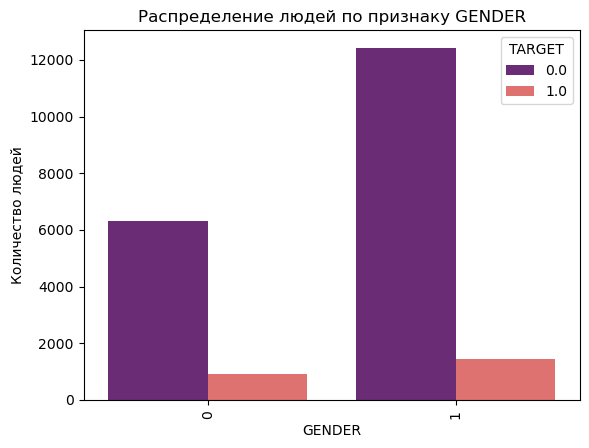 Распределение людей по признаку GENDER
TARGET
0.0
1.0
Количество людей
12000
10000
8000
6000
4000
2000
0
0
1
GENDER